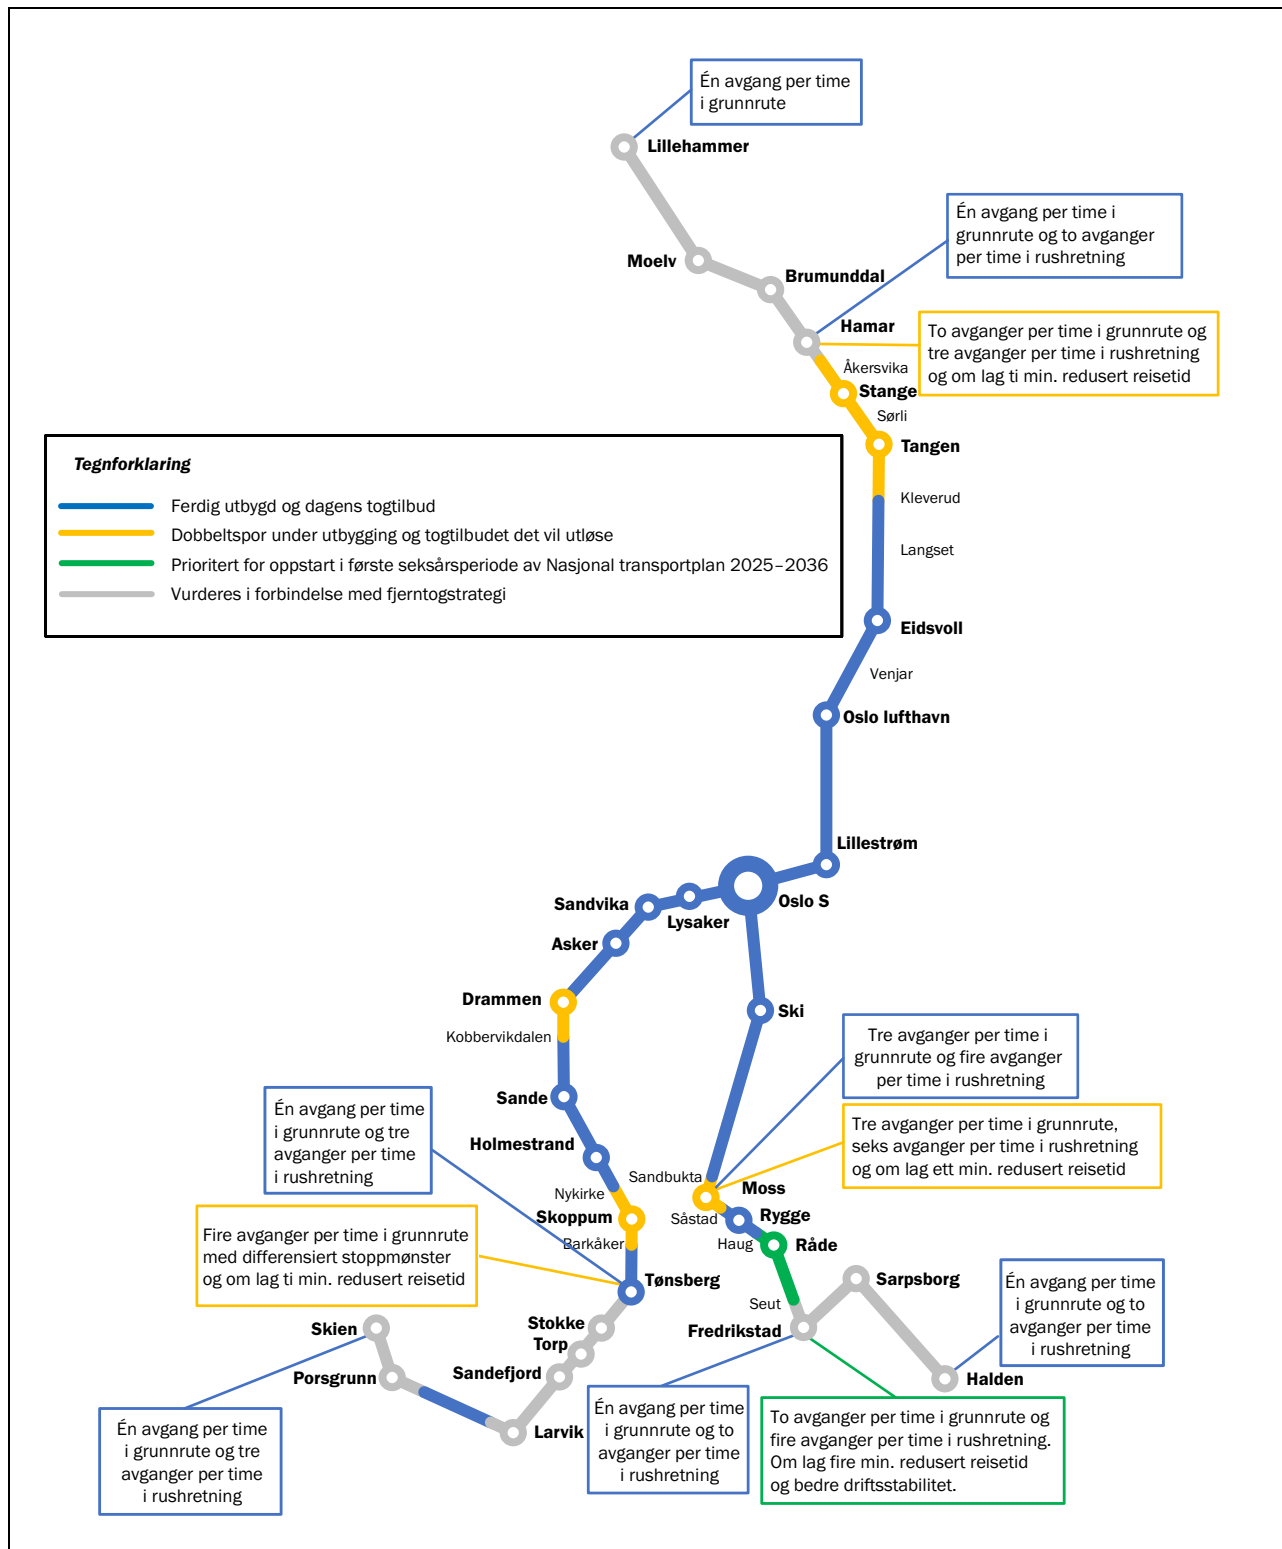 Én avgang per time
i grunnrute
Lillehammer
Én avgang per time i
grunnrute og to avganger
per time i rushretning
Moelv
Brumunddal
Hamar
To avganger per time i grunnrute og
tre avganger per time i rushretning
og om lag ti min. redusert reisetid
Åkersvika
Stange
Sørli
Tangen
Kleverud
Langset
Eidsvoll
Venjar
Oslo lufthavn
Tegnforklaring
Ferdig utbygd og dagens togtilbud
Dobbeltspor under utbygging og togtilbudet det vil utløse
Prioritert for oppstart i første seksårsperiode av Nasjonal transportplan 2025–2036
Vurderes i forbindelse med fjerntogstrategi
Lillestrøm
Oslo S
Lysaker
Sandvika
Asker
Drammen
Kobbervikdalen
Ski
Sande
Holmestrand
Nykirke
Skoppum
Barkåker
Tønsberg
Tre avganger per time i
grunnrute og fire avganger
per time i rushretning
Tre avganger per time i grunnrute,
seks avganger per time i rushretning
og om lag ett min. redusert reisetid
Én avgang per time
i grunnrute og tre
avganger per time
i rushretning
Fire avganger per time i grunnrute
med differensiert stoppmønster
og om lag ti min. redusert reisetid
Sandbukta
Moss
Såstad
Rygge
Haug
Råde
Seut
Fredrikstad
Sarpsborg
Halden
Én avgang per time
i grunnrute og to
avganger per time
i rushretning
Stokke
Torp
Sandefjord
Larvik
Porsgrunn
Skien
Én avgang per time
i grunnrute og tre
avganger per time
i rushretning
Én avgang per time
i grunnrute og to
avganger per time
i rushretning
To avganger per time i grunnrute og
fire avganger per time i rushretning.
Om lag fire min. redusert reisetid
og bedre driftsstabilitet.